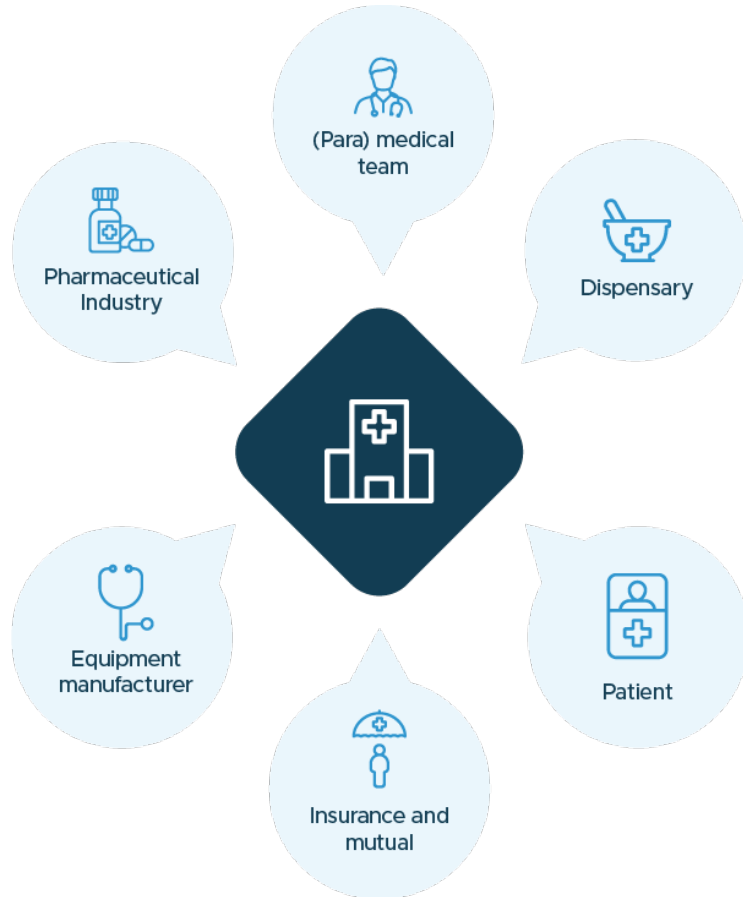 (Para) medical
team
Pharmaceutical
Industry
Dispensary
Equipment
manufacturer
Patient
Insurance and
mutual